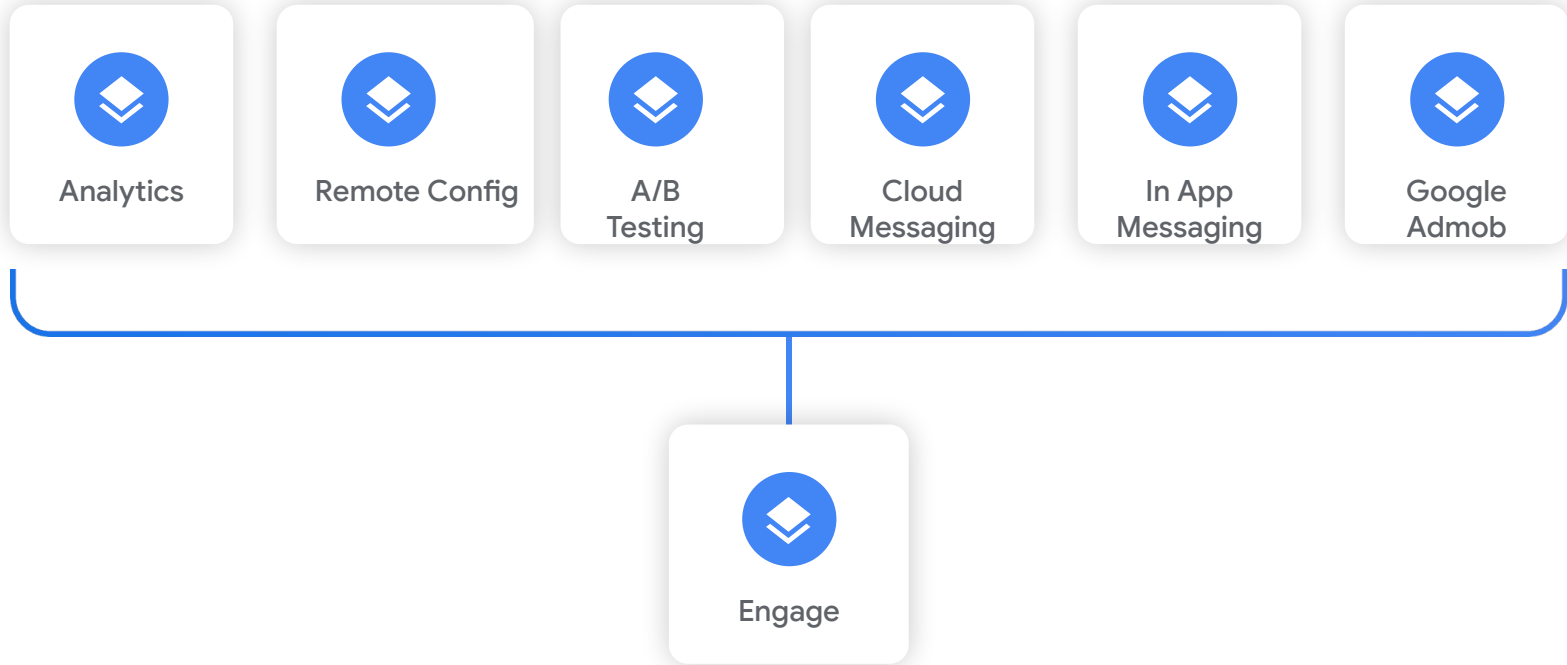 Analytics
Remote Config
A/B
Testing
Cloud
Messaging
In App
Messaging
Google
Admob
Engage